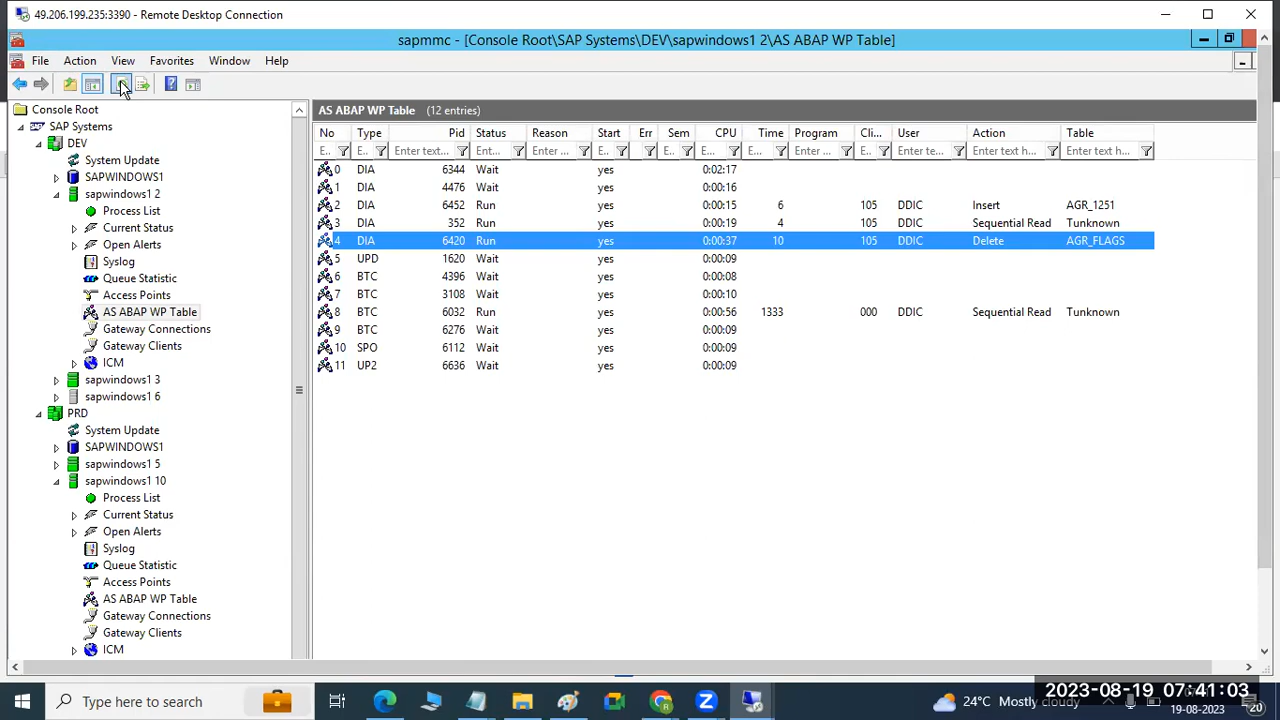 49.206.199.235:3390 - Remote Desktop Connection
sapmmc - [Console Root\SAP Systems\DEV\sapwindows1 2\AS ABAP WP Table]
File Action View Favorites Window Help
Console Root
SAP Systems
DEV
System Update
SAPWINDOWS1
sapwindows1 2
Process List
Current Status
Open Alerts
Syslog
Queue Statistic
Access Points
AS ABAP WP Table
Gateway Connections
Gateway Clients
ICM
sapwindows1 3
sapwindows1 6
PRD
System Update
SAPWINDOWS1
sapwindows1 5
sapwindows1 10
Process List
Current Status
Open Alerts
Syslog
Queue Statistic
Access Points
AS ABAP WP Table
Gateway Connections
Gateway Clients
ICM
AS ABAP WP Table (12 entries)
No Type Pid Status Reason Start Err Sem CPU Time Program Cli... User Action Table
E.. E.. Enter text... Ent... Enter ... E... E.. E... E... Enter ... E... Enter te... Enter text h... Enter text h...
0 DIA 6344 Wait yes 0:02:17
1 DIA 4476 Wait yes 0:00:16
2 DIA 6452 Run yes 0:00:15 6 105 DDIC Insert AGR_1251
3 DIA 352 Run yes 0:00:19 4 105 DDIC Sequential Read Tunknown
4 DIA 6420 Run yes 0:00:37 10 105 DDIC Delete AGR_FLAGS
5 UPD 1620 Wait yes 0:00:09
6 BTC 4396 Wait yes 0:00:08
7 BTC 3108 Wait yes 0:00:10
8 BTC 6032 Run yes 0:00:56 1333 000 DDIC Sequential Read Tunknown
9 BTC 6276 Wait yes 0:00:09
10 SPO 6112 Wait yes 0:00:09
11 UP2 6636 Wait yes 0:00:09
Type here to search
24°C Mostly cloudy
2023-08-19 07:41:03
19-08-2023
20